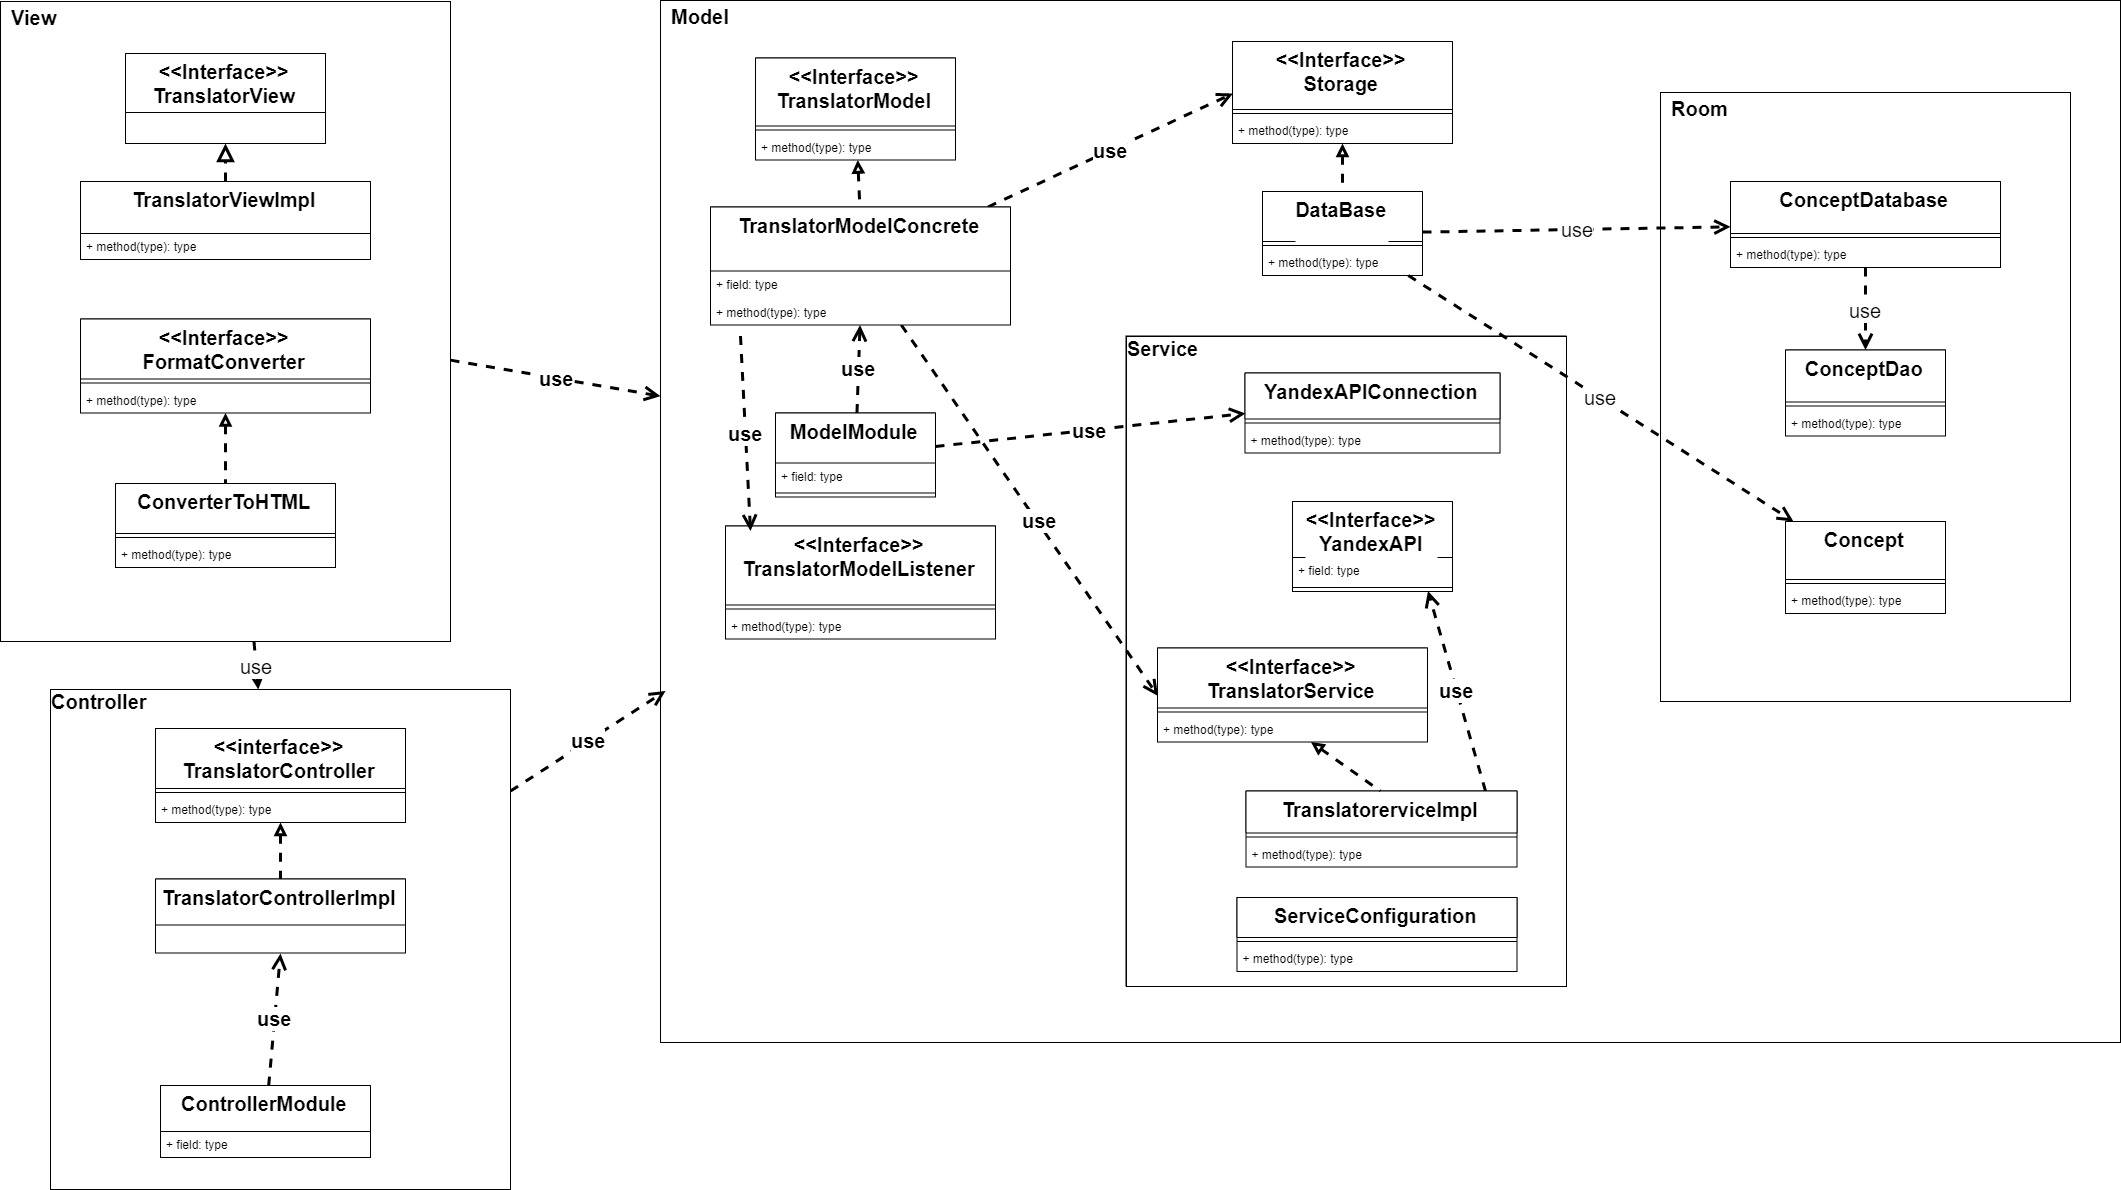 View
<<Interface>>
TranslatorView
TranslatorViewImpl
+ method(type): type
<<Interface>>
FormatConverter
+ method(type): type
ConverterToHTML
+ method(type): type
use
use
Controller
<<interface>>
TranslatorController
+ method(type): type
TranslatorControllerImpl
use
ControllerModule
+ field: type
use
Model
<<Interface>>
TranslatorModel
+ method(type): type
TranslatorModelConcrete
+ field: type
+ method(type): type
use
use
use
ModelModule
+ field: type
use
use
<<Interface>>
TranslatorModelListener
+ method(type): type
<<Interface>>
Storage
+ method(type): type
DataBase
+ method(type): type
use
use
Service
YandexAPIConnection
+ method(type): type
<<Interface>>
YandexAPI
+ field: type
<<Interface>>
TranslatorService
+ method(type): type
use
TranslatorerviceImpl
+ method(type): type
ServiceConfiguration
+ method(type): type
Room
ConceptDatabase
+ method(type): type
use
ConceptDao
+ method(type): type
Concept
+ method(type): type